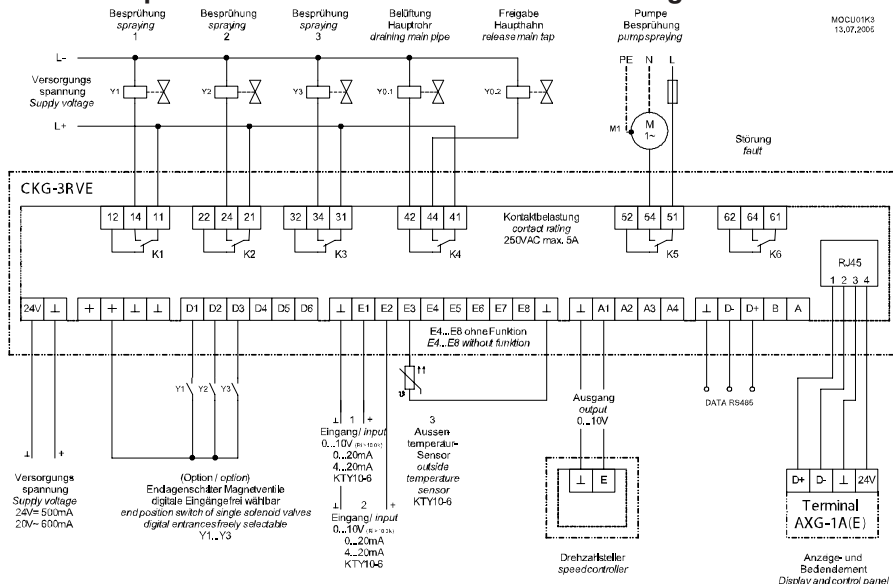 Besprühung
spraying
1
Besprühung
spraying
2
Besprühung
spraying
3
Belüftung
Hauptrohr
draining main pipe
Freigabe
Haupthahn
release main tap
Pumpe
Besprühung
pump spraying
MOCU01K3
13,07,2005
L-
PE N L
Versorgungs
spannung
Supply voltage
Y1 Y2 Y3 Y0.1 Y0.2
L+
M1
M
1~
Störung
fault
CKG-3RVE
12 14 11
22 24 21
32 34 31
42 44 41
Kontaktbelastung
contact rating
250VAC max. 5A
52 54 51
62 64 61
K1 K2 K3 K4 K5 K6
RJ45
1 2 3 4
24V ⊥
+ + ⊥ ⊥
D1 D2 D3 D4 D5 D6
⊥ E1 E2 E3 E4 E5 E6 E7 E8 ⊥
⊥ A1 A2 A3 A4
⊥ D- D+ B A
E4...E8 ohne Funktion
E4...E8 without funktion
Y1 Y2 Y3
DATA RS485
⊥ +
Versorgungs
spannung
Supply voltage
24V= 500mA
20V~ 600mA
(Option / option)
Endlagenschalter Magnetventile
digitale Eingänge frei wählbar
end position switch of single solenoid valves
digital entrances freely selectable
Y1...Y3
⊥ 1 +
Eingang/ input
0...10V
0...20mA
4...20mA
KTY10-6
⊥ 2 +
Eingang/ input
0...10V
0...20mA
4...20mA
KTY10-6
3
Aussen-
temperatur-
Sensor
outside
temperature
sensor
KTY10-6
Ausgang
output
0...10V
⊥ E
Drehzahlsteller
speedcontroller
D+ D- ⊥ 24V
Terminal
AXG-1A(E)
Anzeige- und
Bedienelement
Display and control panel